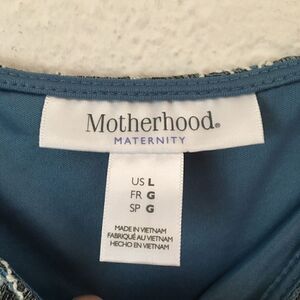 Motherhood®
MATERNITY
US L
FR G
SP G
MADE IN VIETNAM
FABRIQUÉ AU VIETNAM
HECHO EN VIETNAM